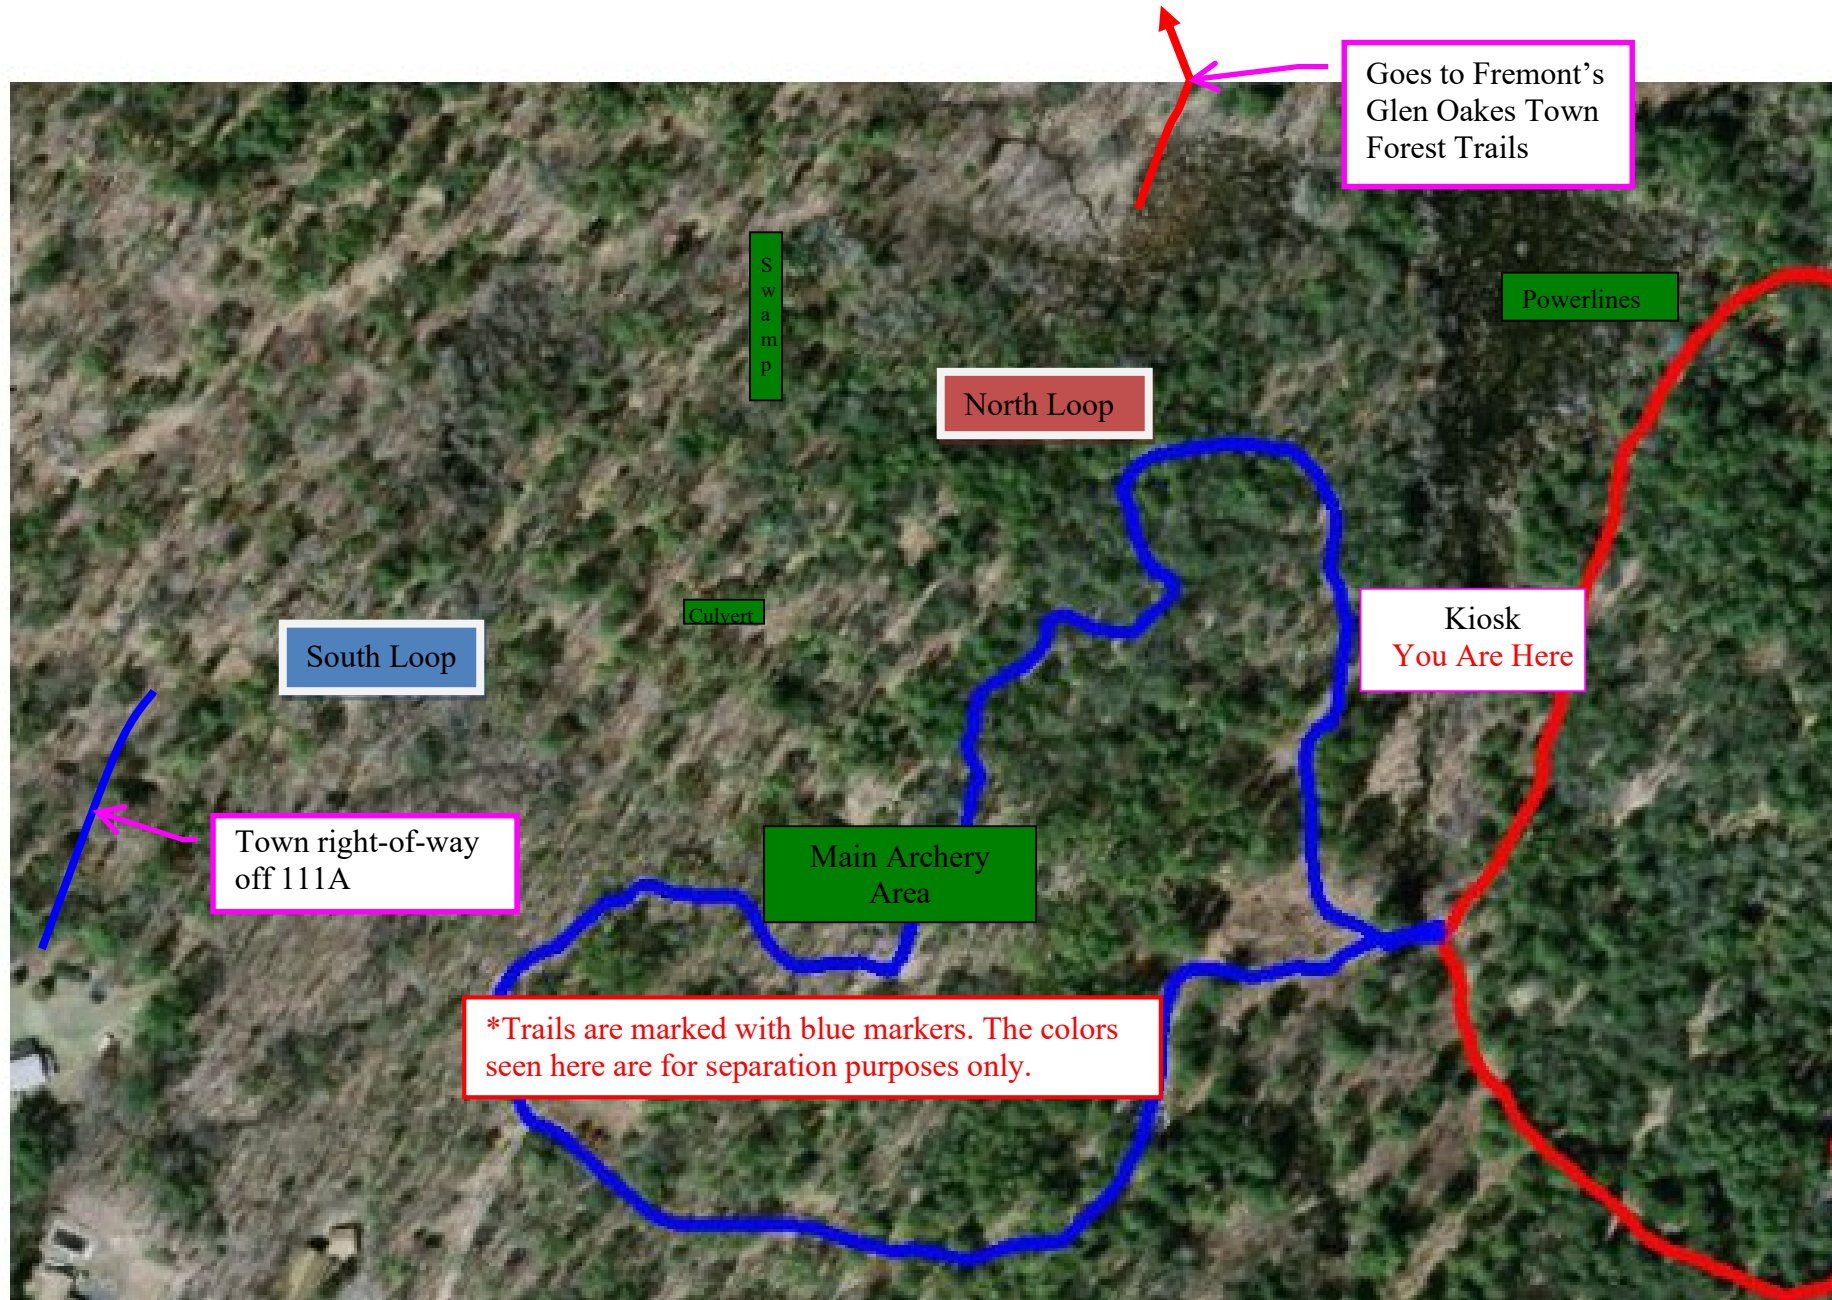 Goes to Fremont’s
Glen Oakes Town
Forest Trails
S
w
a
m
p
Powerlines
North Loop
Culvert
Kiosk
You Are Here
South Loop
Town right-of-way
off 111A
Main Archery
Area
*Trails are marked with blue markers. The colors
seen here are for separation purposes only.